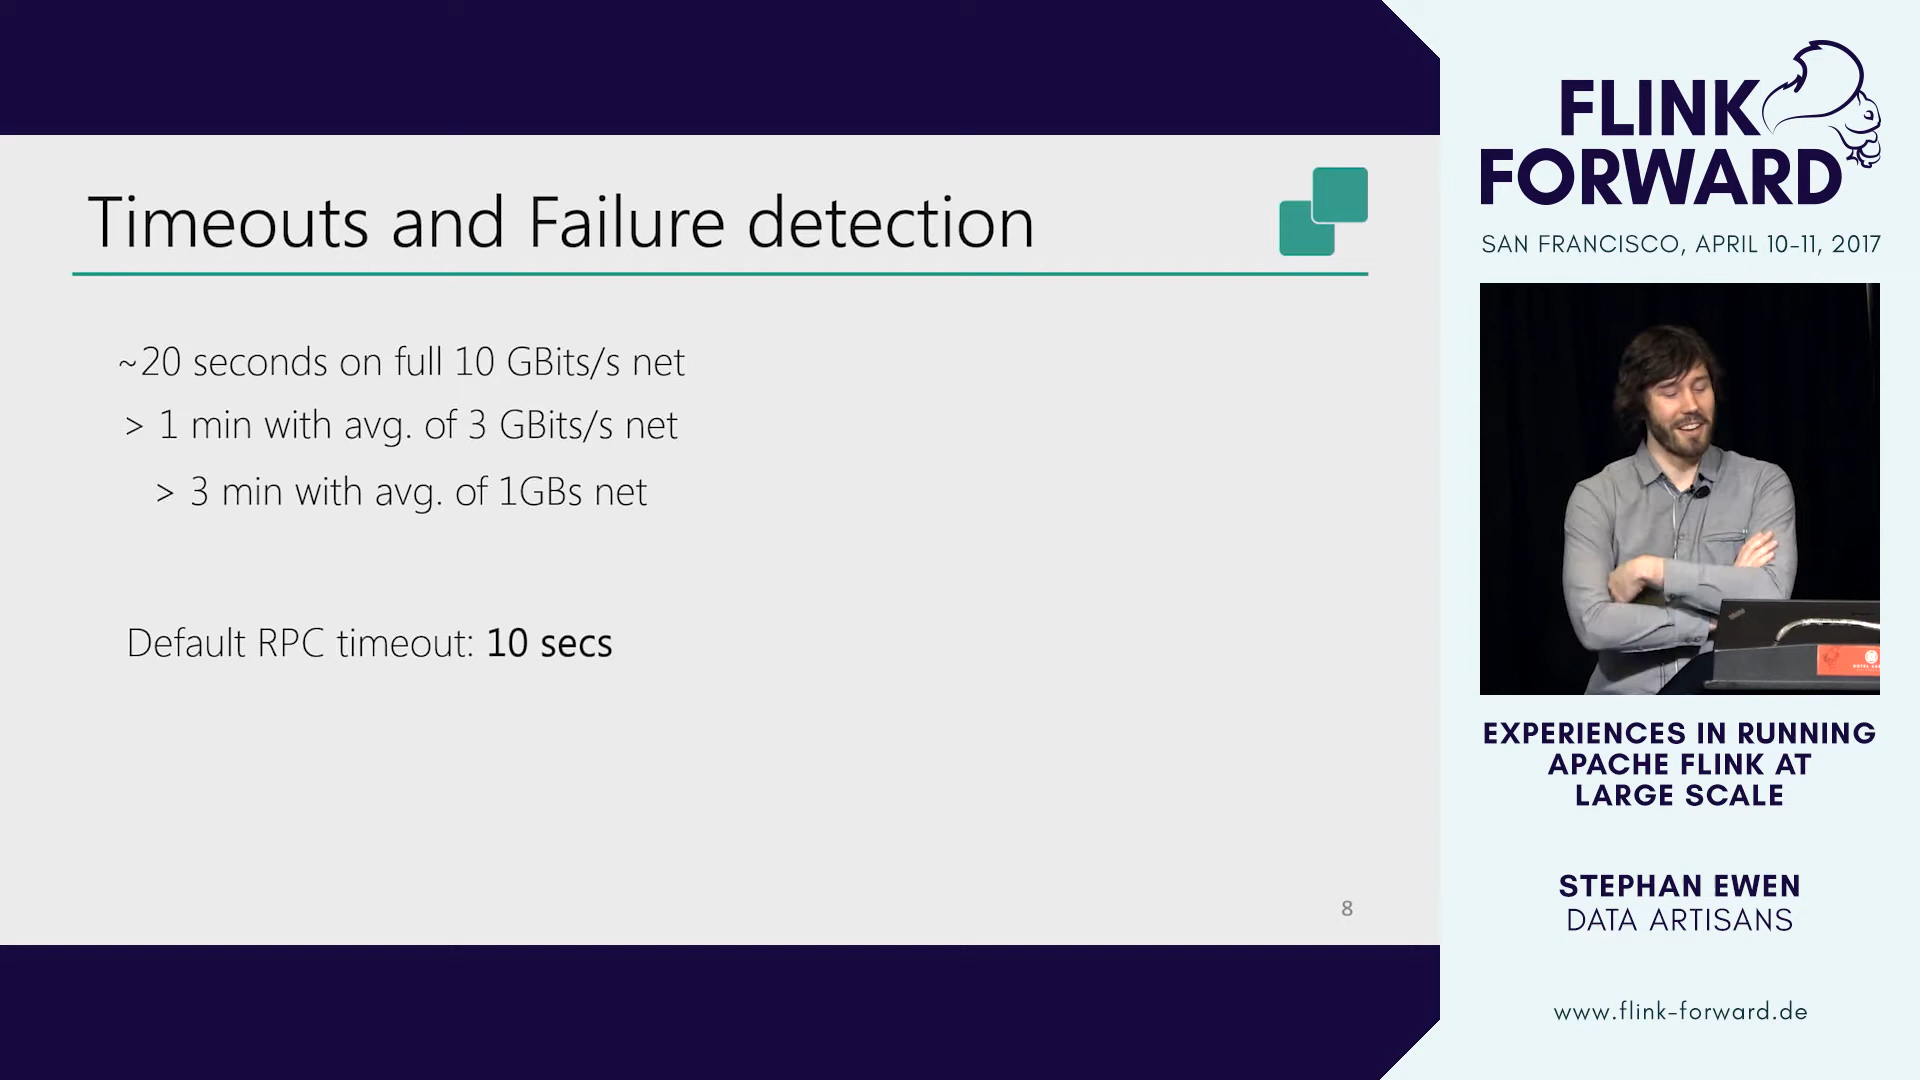 Timeouts and Failure detection
~20 seconds on full 10 GBits/s net
> 1 min with avg. of 3 GBits/s net
> 3 min with avg. of 1GBs net
Default RPC timeout: 10 secs
8
FLINK
FORWARD
SAN FRANCISCO, APRIL 10-11, 2017
EXPERIENCES IN RUNNING
APACHE FLINK AT
LARGE SCALE
STEPHAN EWEN
DATA ARTISANS
www.flink-forward.de